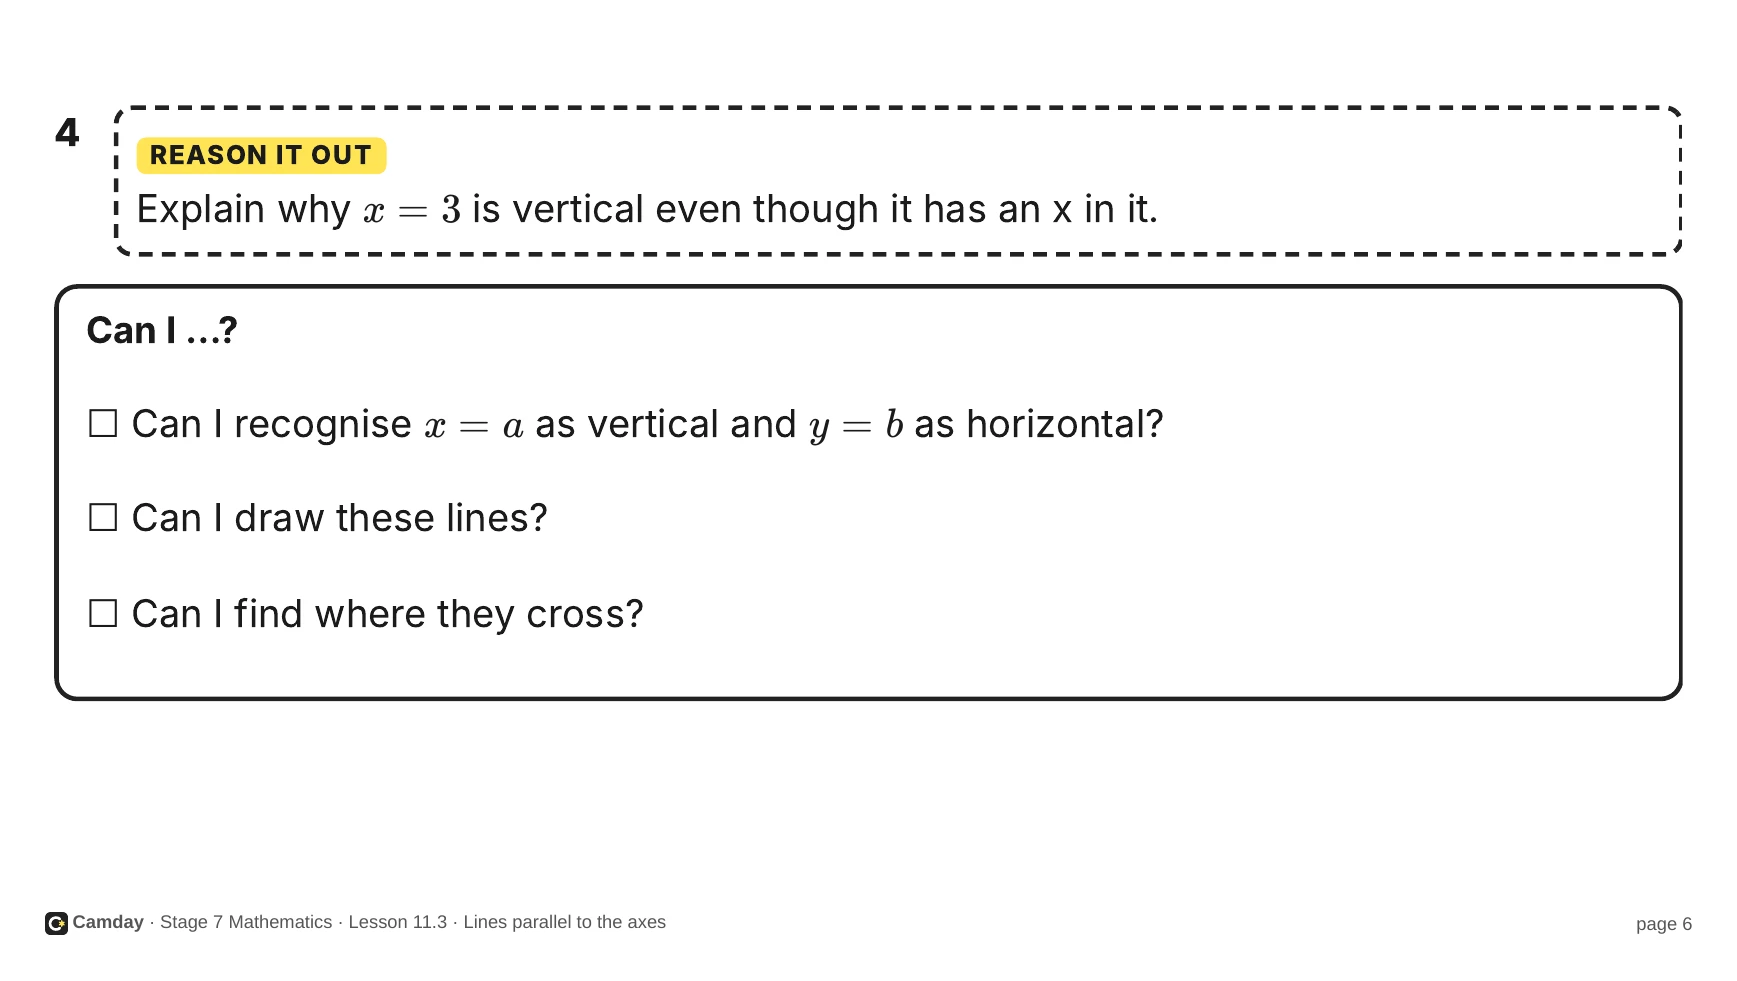 4
REASON IT OUT
Explain why x = 3 is vertical even though it has an x in it.
Can I ...?
☐ Can I recognise x = a as vertical and y = b as horizontal?
☐ Can I draw these lines?
☐ Can I find where they cross?
Camday · Stage 7 Mathematics · Lesson 11.3 · Lines parallel to the axes
page 6